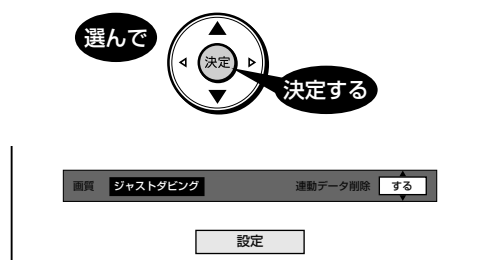 選んで
決定
決定する
画質 ジャストダビング 連動データ削除 する
設定